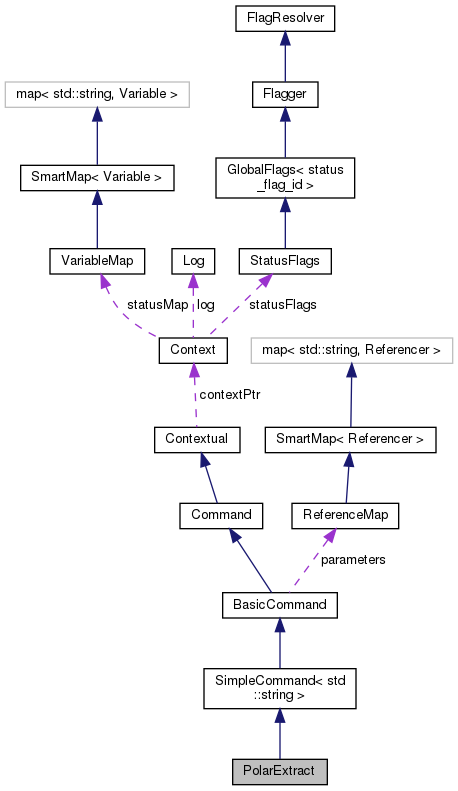 FlagResolver
map< std::string, Variable >
Flagger
SmartMap< Variable >
GlobalFlags< status
_flag_id >
VariableMap
Log
StatusFlags
statusMap
log
statusFlags
Context
map< std::string, Referencer >
contextPtr
Contextual
SmartMap< Referencer >
Command
ReferenceMap
parameters
BasicCommand
SimpleCommand< std
::string >
PolarExtract